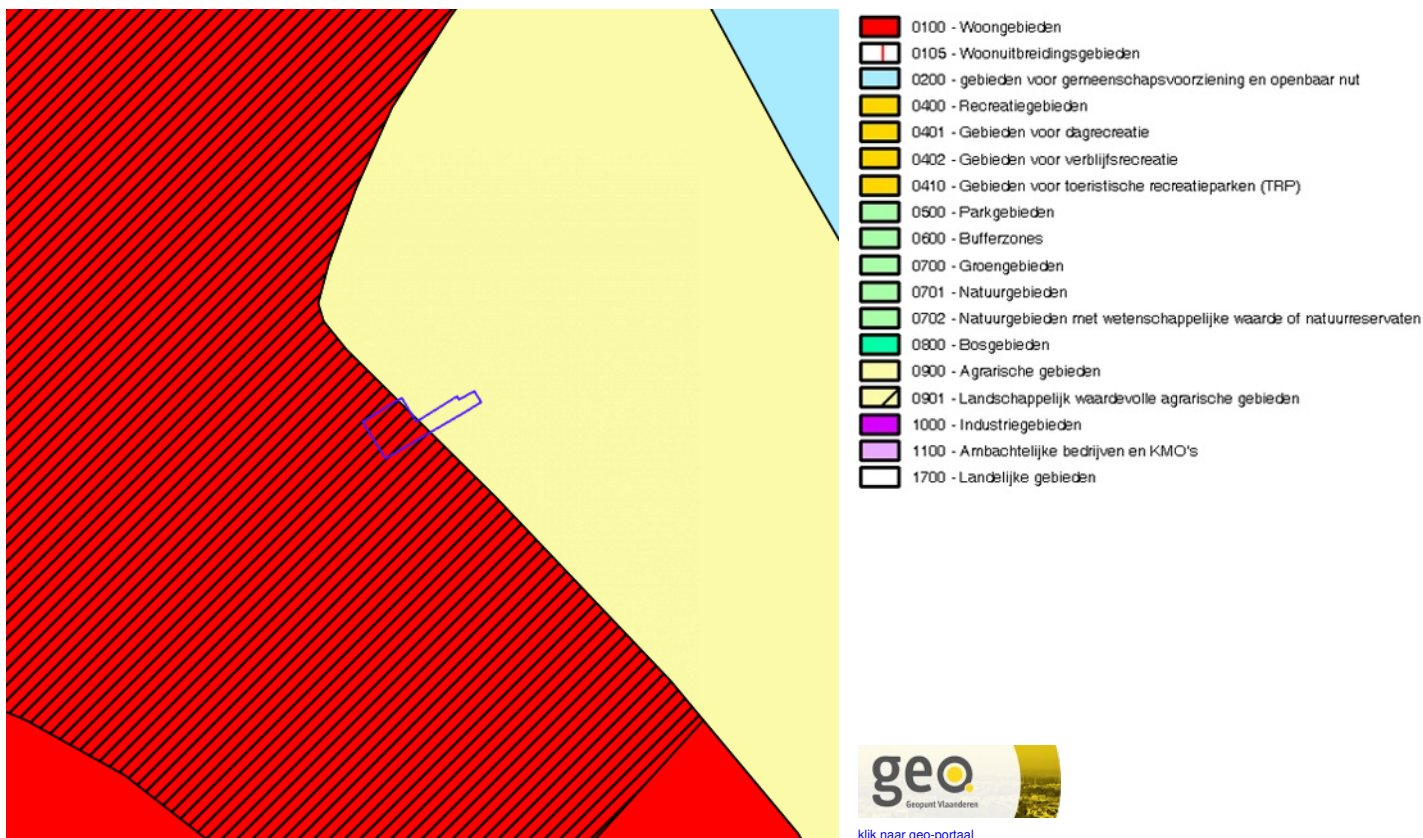 0100 - Woongebieden
0105 - Woonuitbreidingsgebieden
0200 - gebieden voor gemeenschapsvoorziening en openbaar nut
0400 - Recreatiegebieden
0401 - Gebieden voor dagrecreatie
0402 - Gebieden voor verblijfsrecreatie
0410 - Gebieden voor toeristische recreatieparken (TRP)
0500 - Parkgebieden
0600 - Bufferzones
0700 - Groengebieden
0701 - Natuurgebieden
0702 - Natuurgebieden met wetenschappelijke waarde of natuurreservaten
0800 - Bosgebieden
0900 - Agrarische gebieden
0901 - Landschappelijk waardevolle agrarische gebieden
1000 - Industriegebieden
1100 - Ambachtelijke bedrijven en KMO's
1700 - Landelijke gebieden
geo
Geopunt Vlaanderen
klik naar geo-portaal